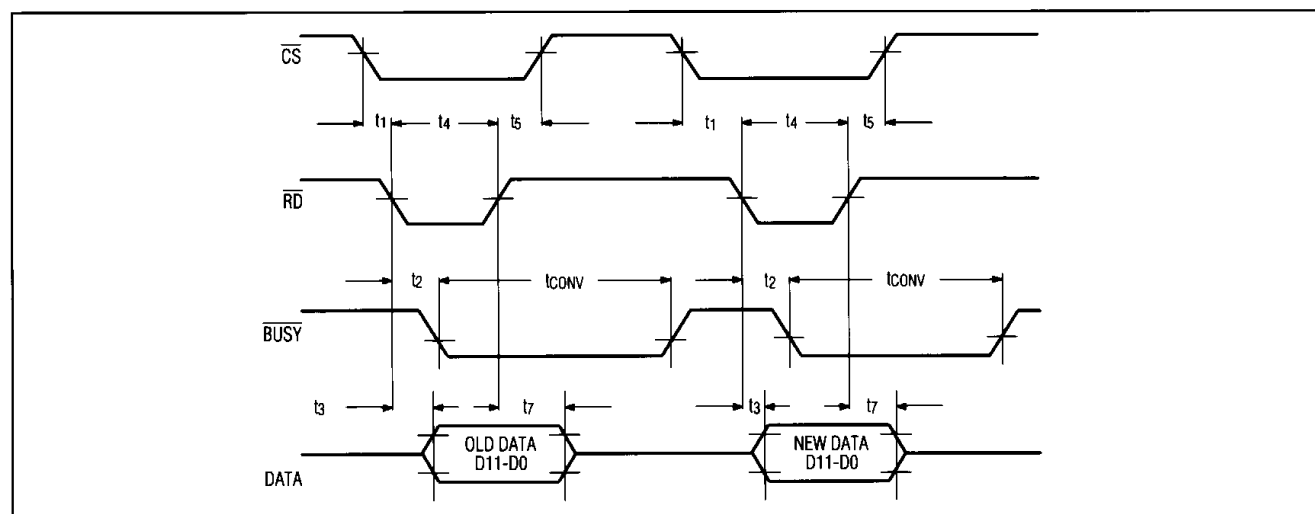 CS
t1 t4 t5 t1 t4 t5
RD
t2 tCONV t2 tCONV
BUSY
t3 t7 t3 t7
OLD DATA
D11-D0
NEW DATA
D11-D0
DATA